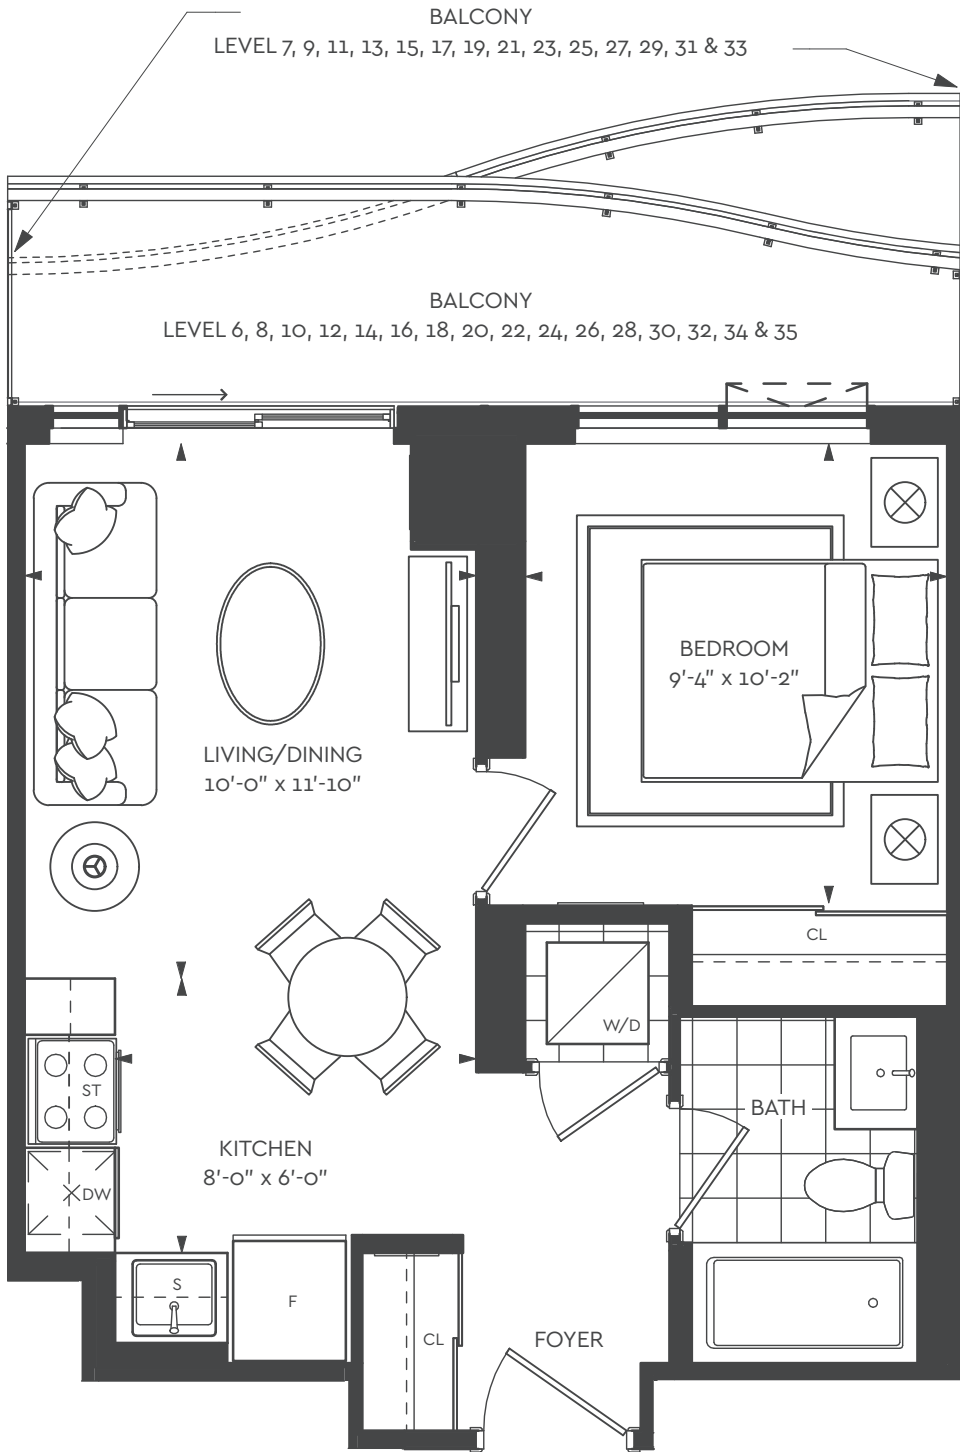 BALCONY
LEVEL 7, 9, 11, 13, 15, 17, 19, 21, 23, 25, 27, 29, 31 & 33
BALCONY
LEVEL 6, 8, 10, 12, 14, 16, 18, 20, 22, 24, 26, 28, 30, 32, 34 & 35
BEDROOM
9'-4" x 10'-2"
LIVING/DINING
10'-0" x 11'-10"
CL
W/D
ST
BATH
KITCHEN
8'-0" x 6'-0"
DW
S
F
CL
FOYER